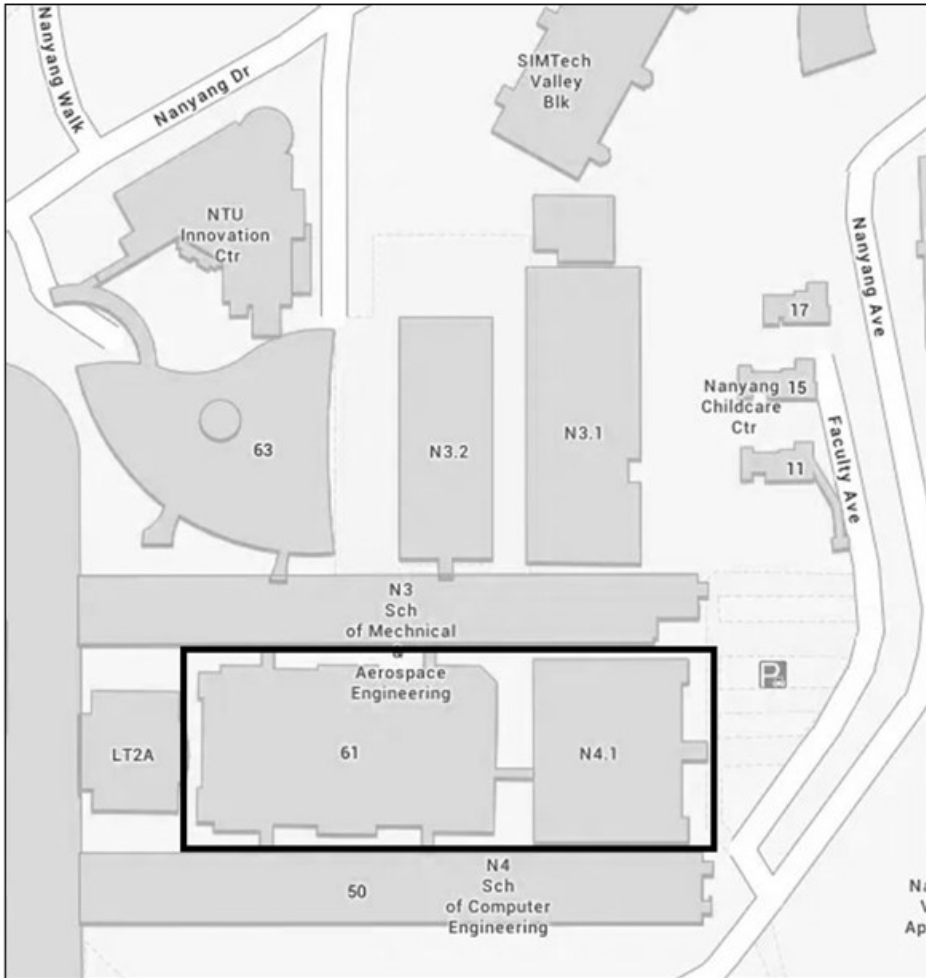 Nanyang Walk
Nanyang Dr
SIMTech
Valley
Blk
NTU
Innovation
Ctr
Nanyang Ave
17
Nanyang
Childcare
Ctr
15
11
Faculty Ave
63
N3.2
N3.1
N3
Sch
of Mechnical
&
Aerospace
Engineering
P
LT2A
61
N4.1
50
N4
Sch
of Computer
Engineering
Na
V
Ap